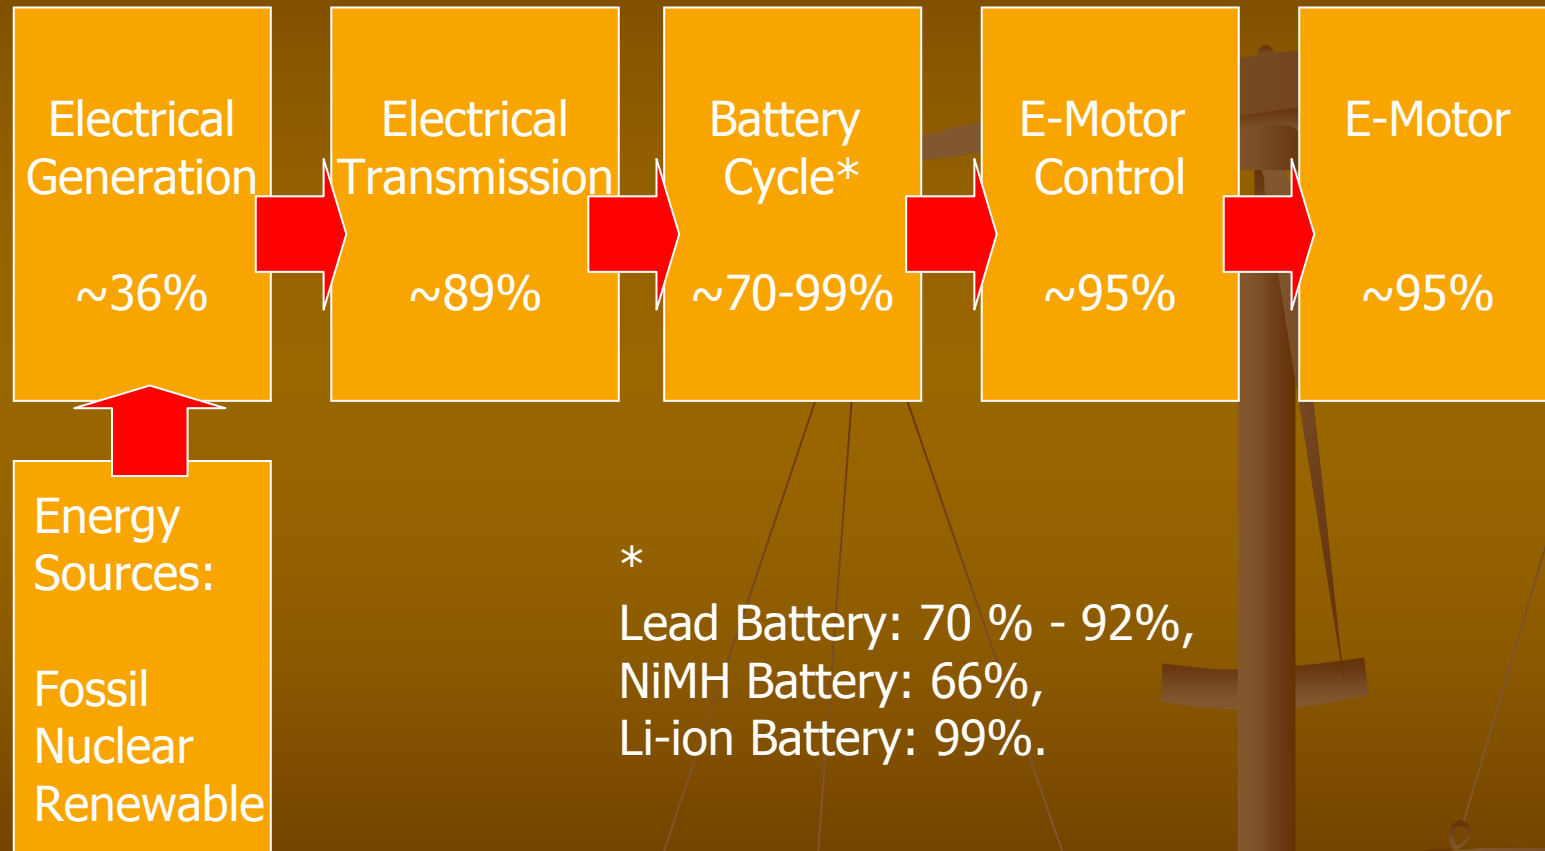 Electrical
Generation
~36%
Electrical
Transmission
~89%
Battery
Cycle*
~70-99%
E-Motor
Control
~95%
E-Motor
~95%
Energy
Sources:
Fossil
Nuclear
Renewable
*
Lead Battery: 70 % - 92%,
NiMH Battery: 66%,
Li-ion Battery: 99%.